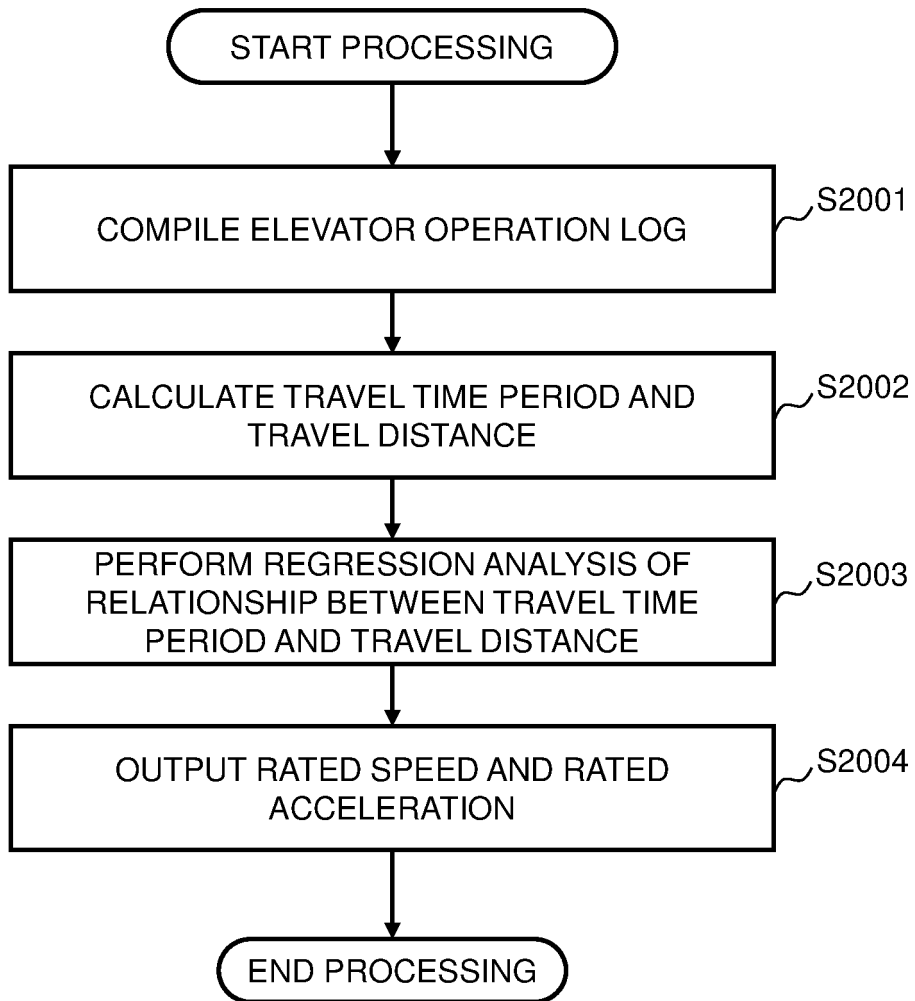 START PROCESSING
COMPILE ELEVATOR OPERATION LOG
S2001
CALCULATE TRAVEL TIME PERIOD AND
TRAVEL DISTANCE
S2002
PERFORM REGRESSION ANALYSIS OF
RELATIONSHIP BETWEEN TRAVEL TIME
PERIOD AND TRAVEL DISTANCE
S2003
OUTPUT RATED SPEED AND RATED
ACCELERATION
S2004
END PROCESSING